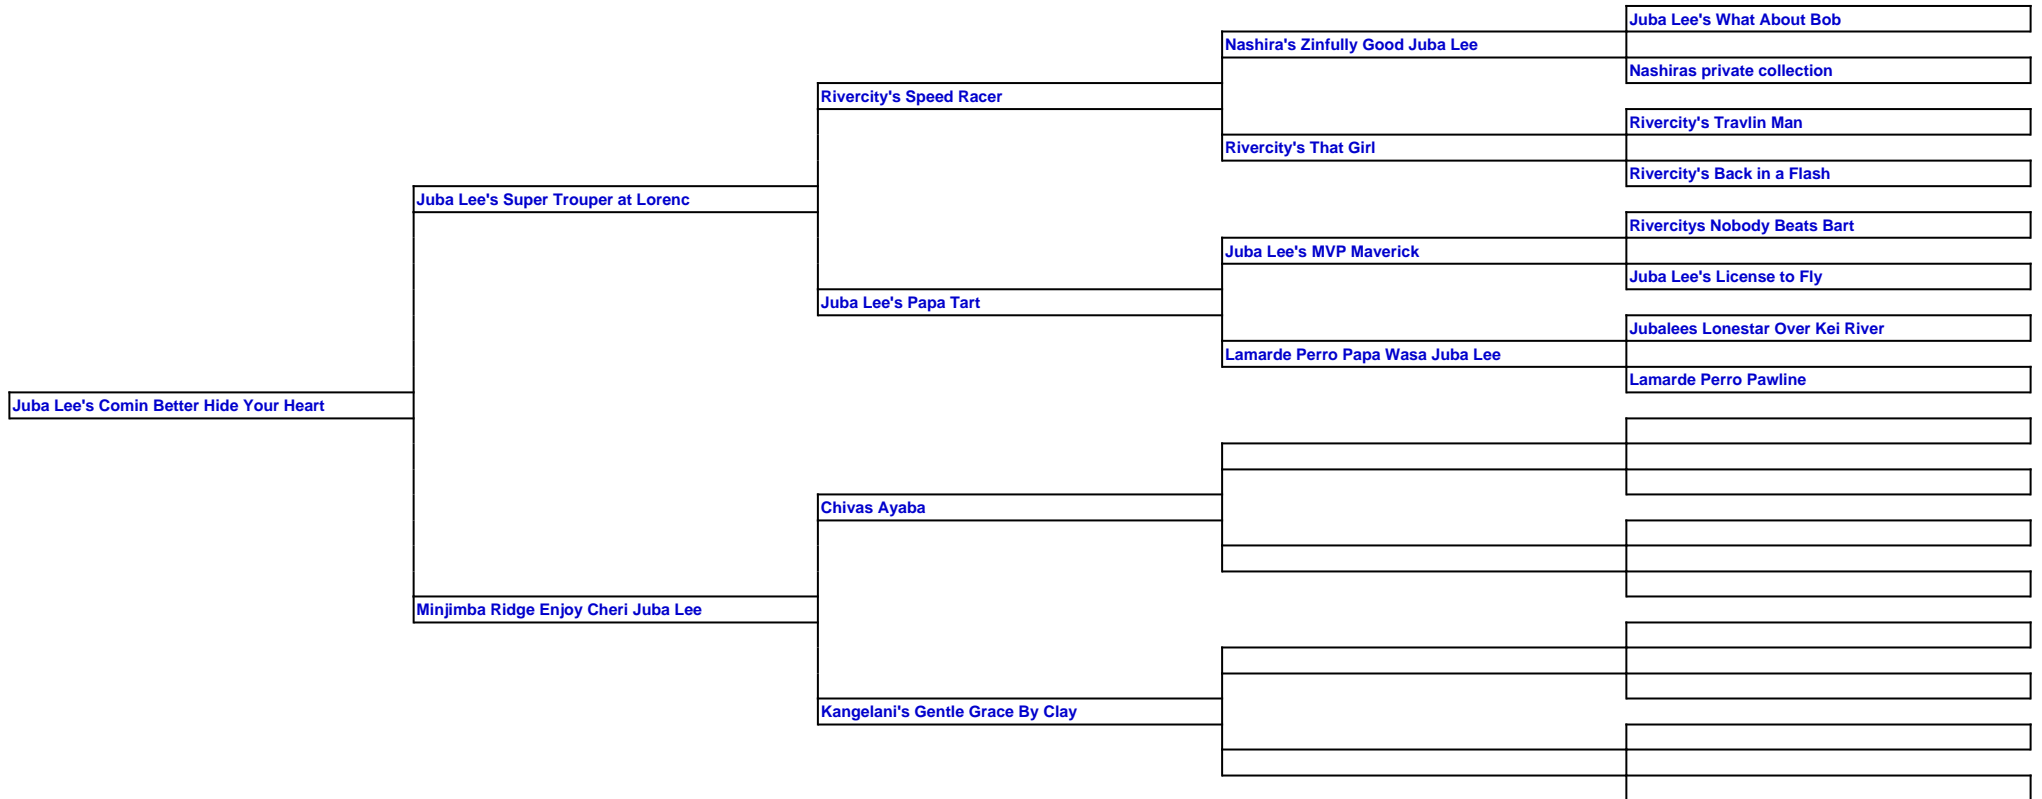 Juba Lee's What About Bob
Nashira's Zinfully Good Juba Lee
Nashiras private collection
Rivercity's Speed Racer
Rivercity's Travlin Man
Rivercity's That Girl
Rivercity's Back in a Flash
Juba Lee's Super Trouper at Lorenc
Rivercitys Nobody Beats Bart
Juba Lee's MVP Maverick
Juba Lee's License to Fly
Juba Lee's Papa Tart
Jubalees Lonestar Over Kei River
Lamarde Perro Papa Wasa Juba Lee
Lamarde Perro Pawline
Juba Lee's Comin Better Hide Your Heart
Chivas Ayaba
Minjimba Ridge Enjoy Cheri Juba Lee
Kangelani's Gentle Grace By Clay